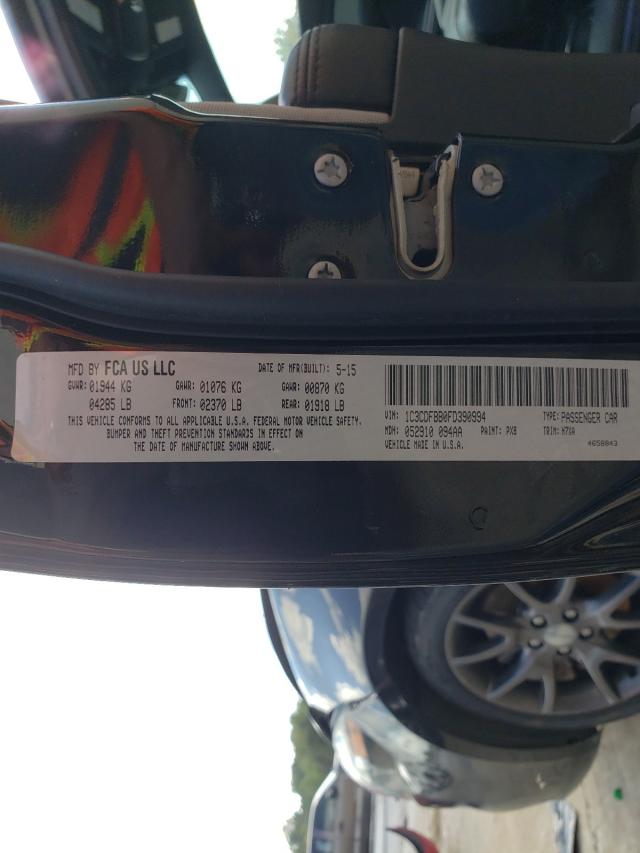 MFD BY FCA US LLC DATE OF MFR(BUILT): 5-15
GVWR: 01944 KG GAWR: 01076 KG GAWR: 00870 KG
04285 LB FRONT: 02370 LB REAR: 01918 LB
THIS VEHICLE CONFORMS TO ALL APPLICABLE U.S.A. FEDERAL MOTOR VEHICLE SAFETY,
BUMPER AND THEFT PREVENTION STANDARDS IN EFFECT ON
THE DATE OF MANUFACTURE SHOWN ABOVE.
VIN: 1C3CDFBB0FD390994 TYPE: PASSENGER CAR
MDH: 052910 094AA PAINT: PX8 TRIM: H7XA
VEHICLE MADE IN U.S.A. 4658843